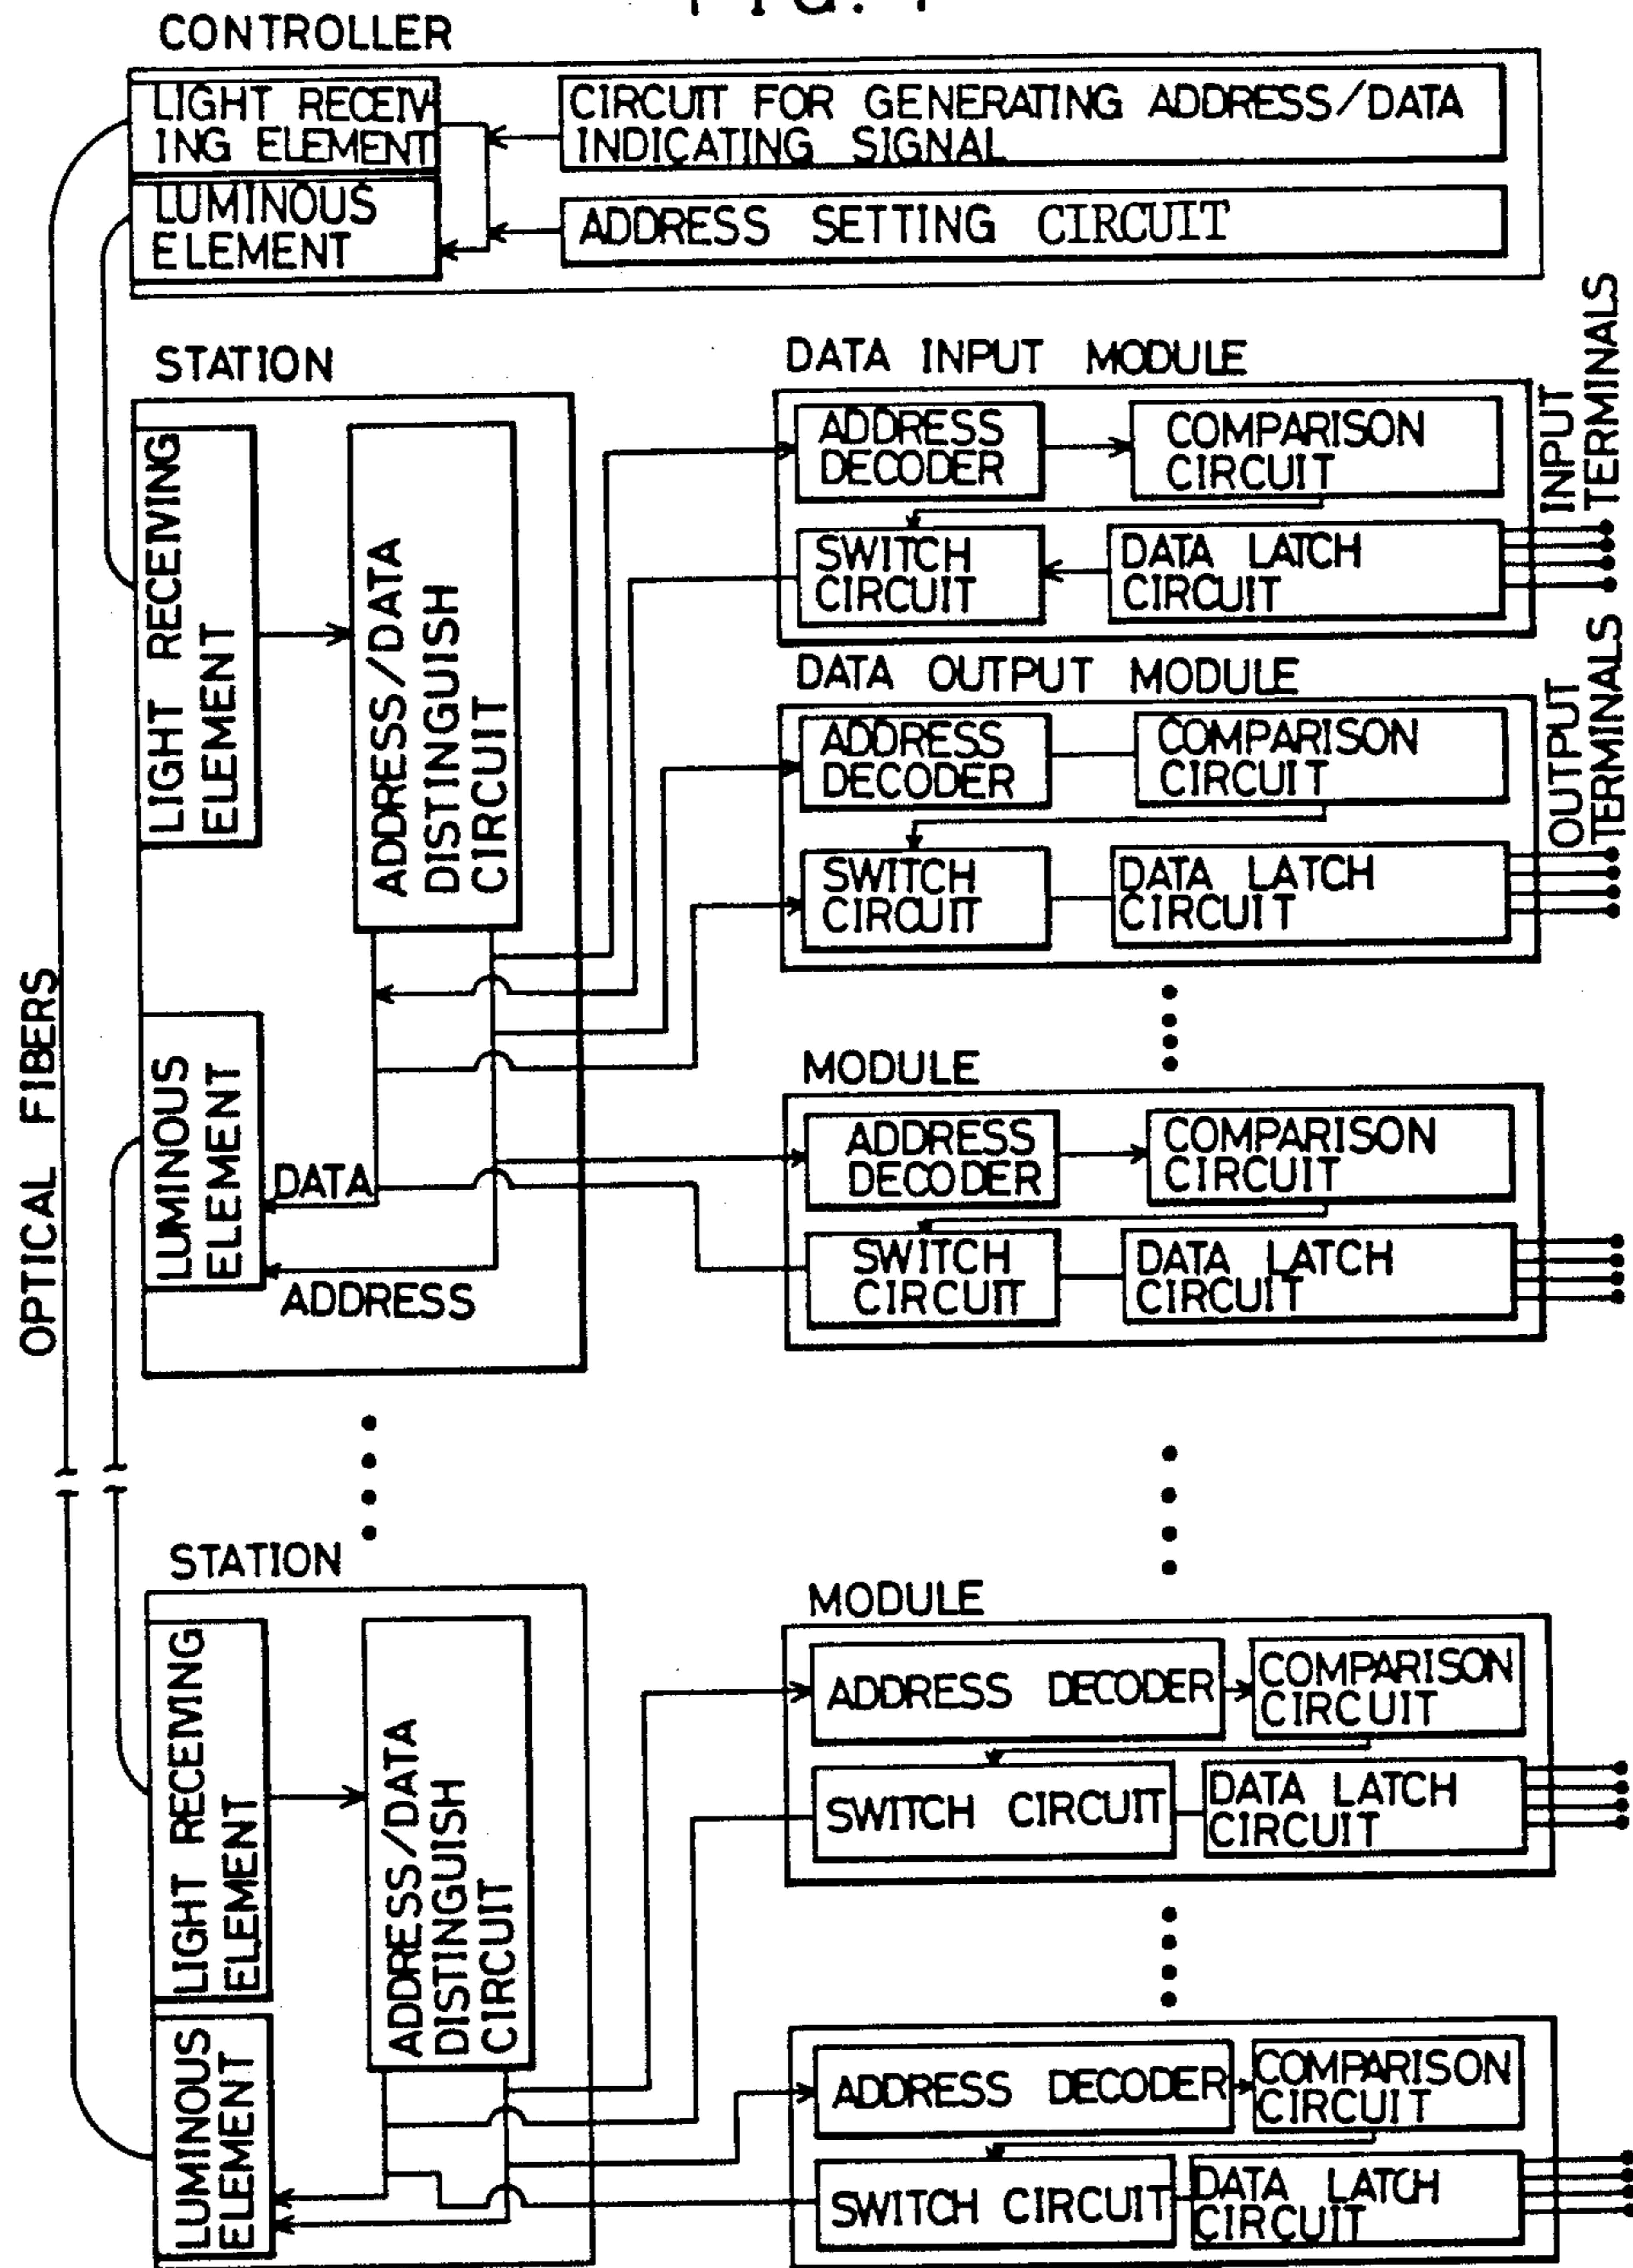 FIG. 1
CONTROLLER
LIGHT RECEIV-
ING ELEMENT
CIRCUIT FOR GENERATING ADDRESS/DATA
INDICATING SIGNAL
LUMINOUS
ELEMENT
ADDRESS SETTING CIRCUIT
STATION
LIGHT RECEIVING
ELEMENT
ADDRESS/DATA
DISTINGUISH
CIRCUIT
LUMINOUS
ELEMENT
DATA
ADDRESS
OPTICAL FIBERS
DATA INPUT MODULE
ADDRESS
DECODER
COMPARISON
CIRCUIT
SWITCH
CIRCUIT
DATA LATCH
CIRCUIT
INPUT
TERMINALS
DATA OUTPUT MODULE
ADDRESS
DECODER
COMPARISON
CIRCUIT
SWITCH
CIRCUIT
DATA LATCH
CIRCUIT
OUTPUT
TERMINALS
MODULE
ADDRESS
DECODER
COMPARISON
CIRCUIT
SWITCH
CIRCUIT
DATA LATCH
CIRCUIT
STATION
LIGHT RECEIVING
ELEMENT
ADDRESS/DATA
DISTINGUISH
CIRCUIT
LUMINOUS
ELEMENT
MODULE
ADDRESS DECODER
COMPARISON
CIRCUIT
SWITCH CIRCUIT
DATA LATCH
CIRCUIT
ADDRESS DECODER
COMPARISON
CIRCUIT
SWITCH CIRCUIT
DATA LATCH
CIRCUIT